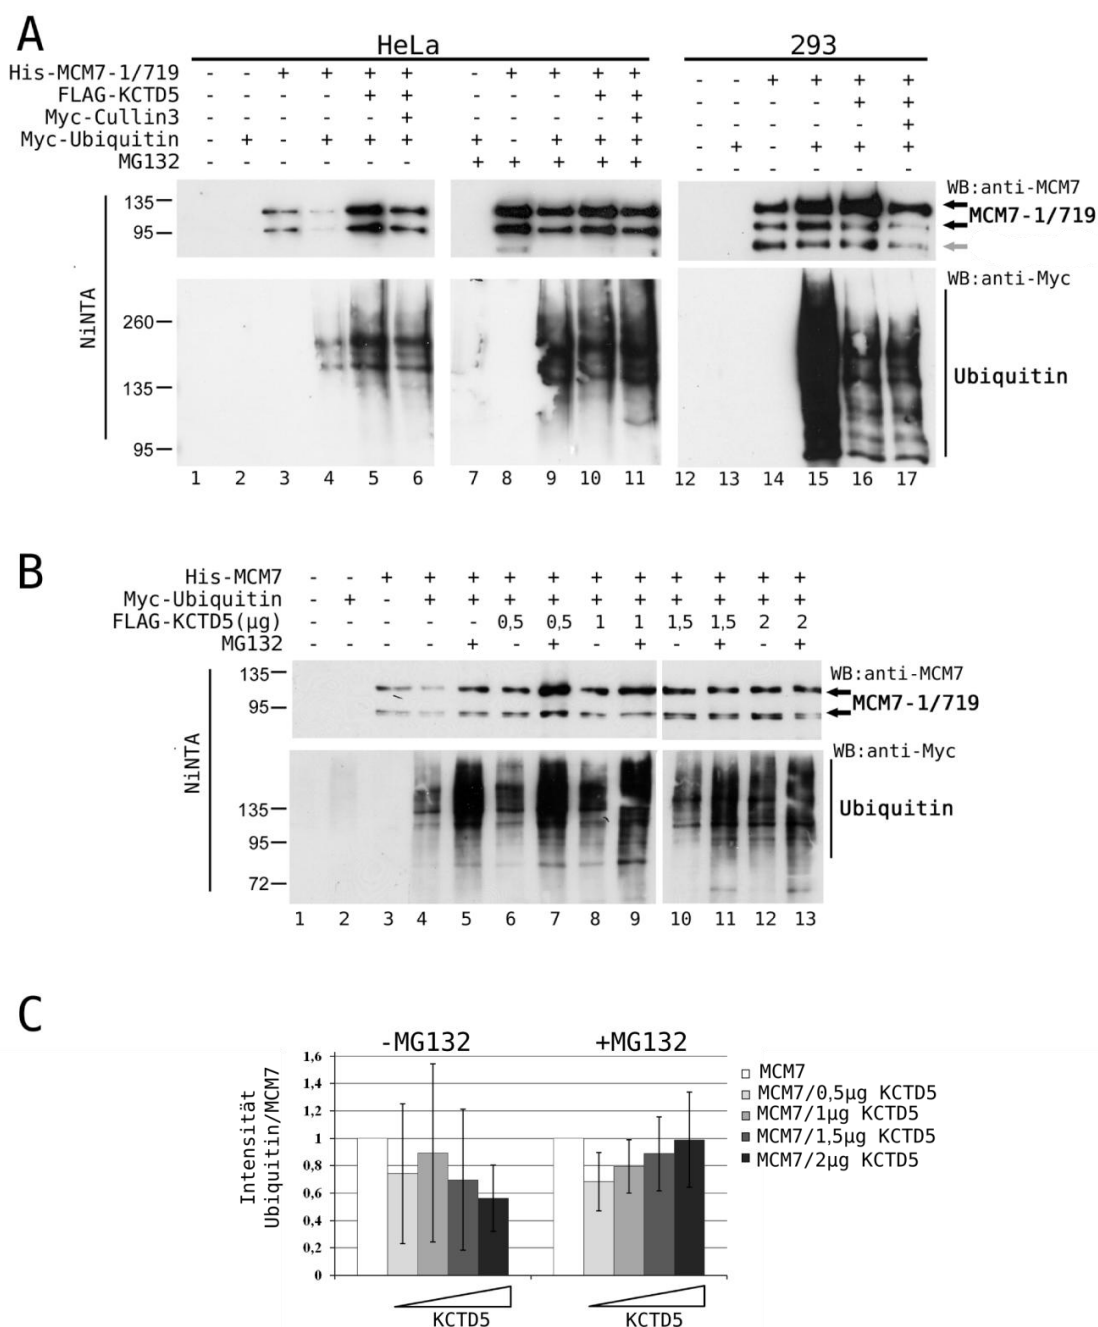 A
HeLa 293
His-MCM7-1/719 - - + + + + - + + + + - - + + + +
FLAG-KCTD5 - - - - + + - - - + + - - - - + +
Myc-Cullin3 - - - - - + - - - - + - - - - - +
Myc-Ubiquitin - + - + + + + - + + + - + - + + +
MG132 - - - - - - + + + + + - - - - - -
WB:anti-MCM7
135
MCM7-1/719
95
WB:anti-Myc
NiNTA
260
135
Ubiquitin
95
1 2 3 4 5 6 7 8 9 10 11 12 13 14 15 16 17
B
His-MCM7 - - + + + + + + + + + + +
Myc-Ubiquitin - + - + + + + + + + + + +
FLAG-KCTD5(µg) - - - - - 0,5 0,5 1 1 1,5 1,5 2 2
MG132 - - - - + - + - + - + - +
135
WB:anti-MCM7
95
MCM7-1/719
NiNTA
WB:anti-Myc
135
Ubiquitin
95
72
1 2 3 4 5 6 7 8 9 10 11 12 13
C
-MG132 +MG132
Intensität
Ubiquitin/MCM7
1,6
1,4
1,2
1
0,8
0,6
0,4
0,2
0
MCM7
MCM7/0,5µg KCTD5
MCM7/1µg KCTD5
MCM7/1,5µg KCTD5
MCM7/2µg KCTD5
KCTD5 KCTD5